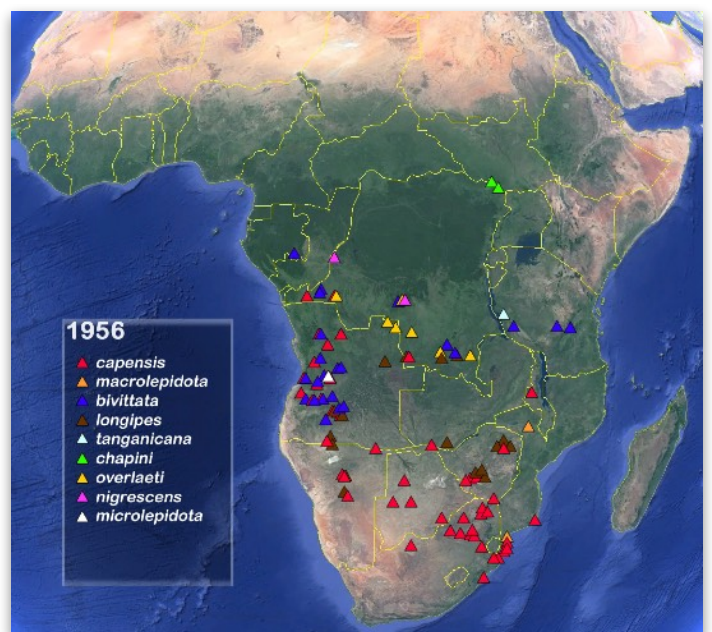 1956
capensis
macrolepidota
bivittata
longipes
tanganicana
chapini
overlaeti
nigrescens
microlepidota